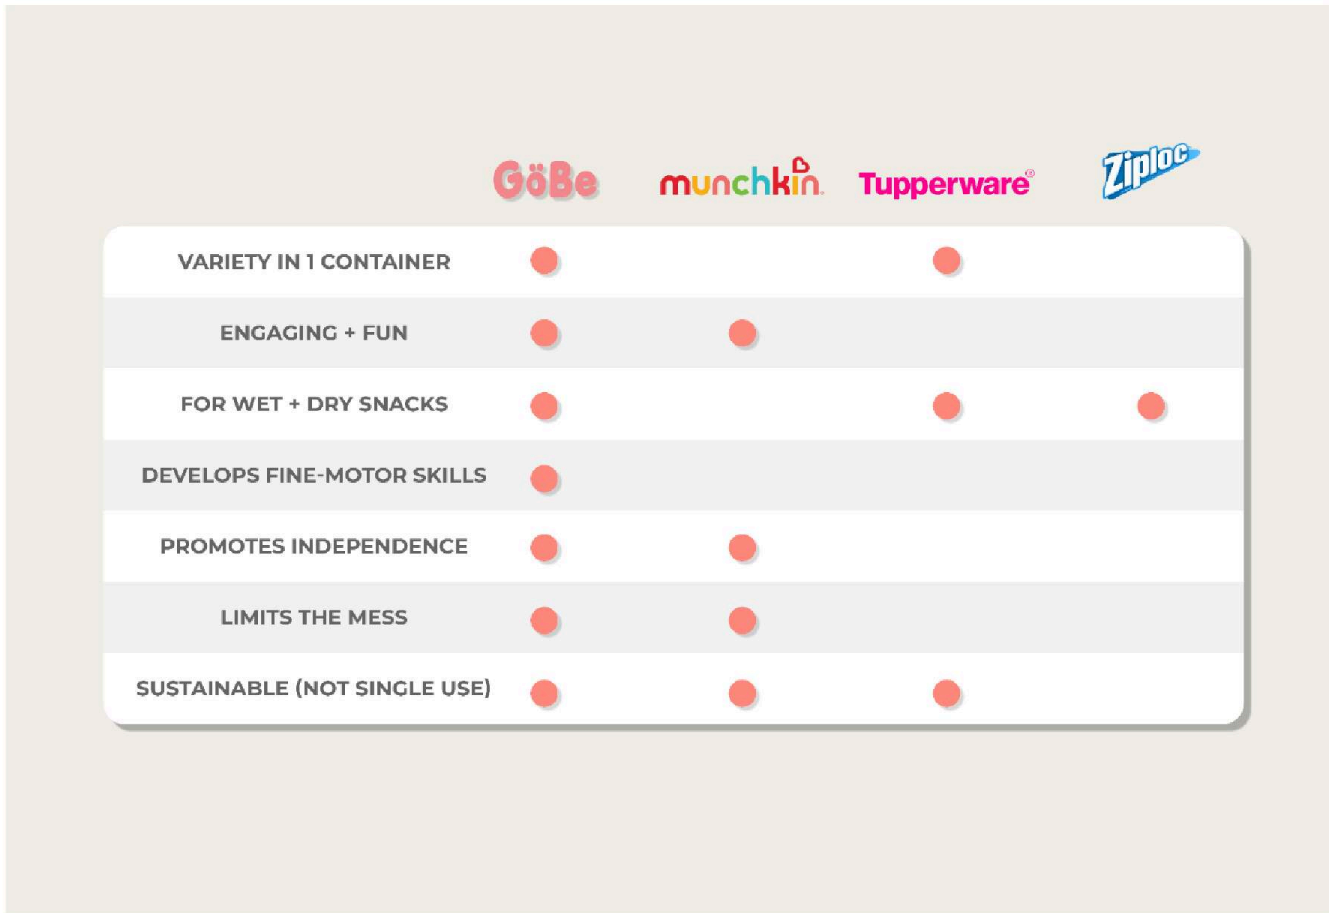 GöBe munchkin. Tupperware® Ziploc
VARIETY IN 1 CONTAINER
ENGAGING + FUN
FOR WET + DRY SNACKS
DEVELOPS FINE-MOTOR SKILLS
PROMOTES INDEPENDENCE
LIMITS THE MESS
SUSTAINABLE (NOT SINGLE USE)